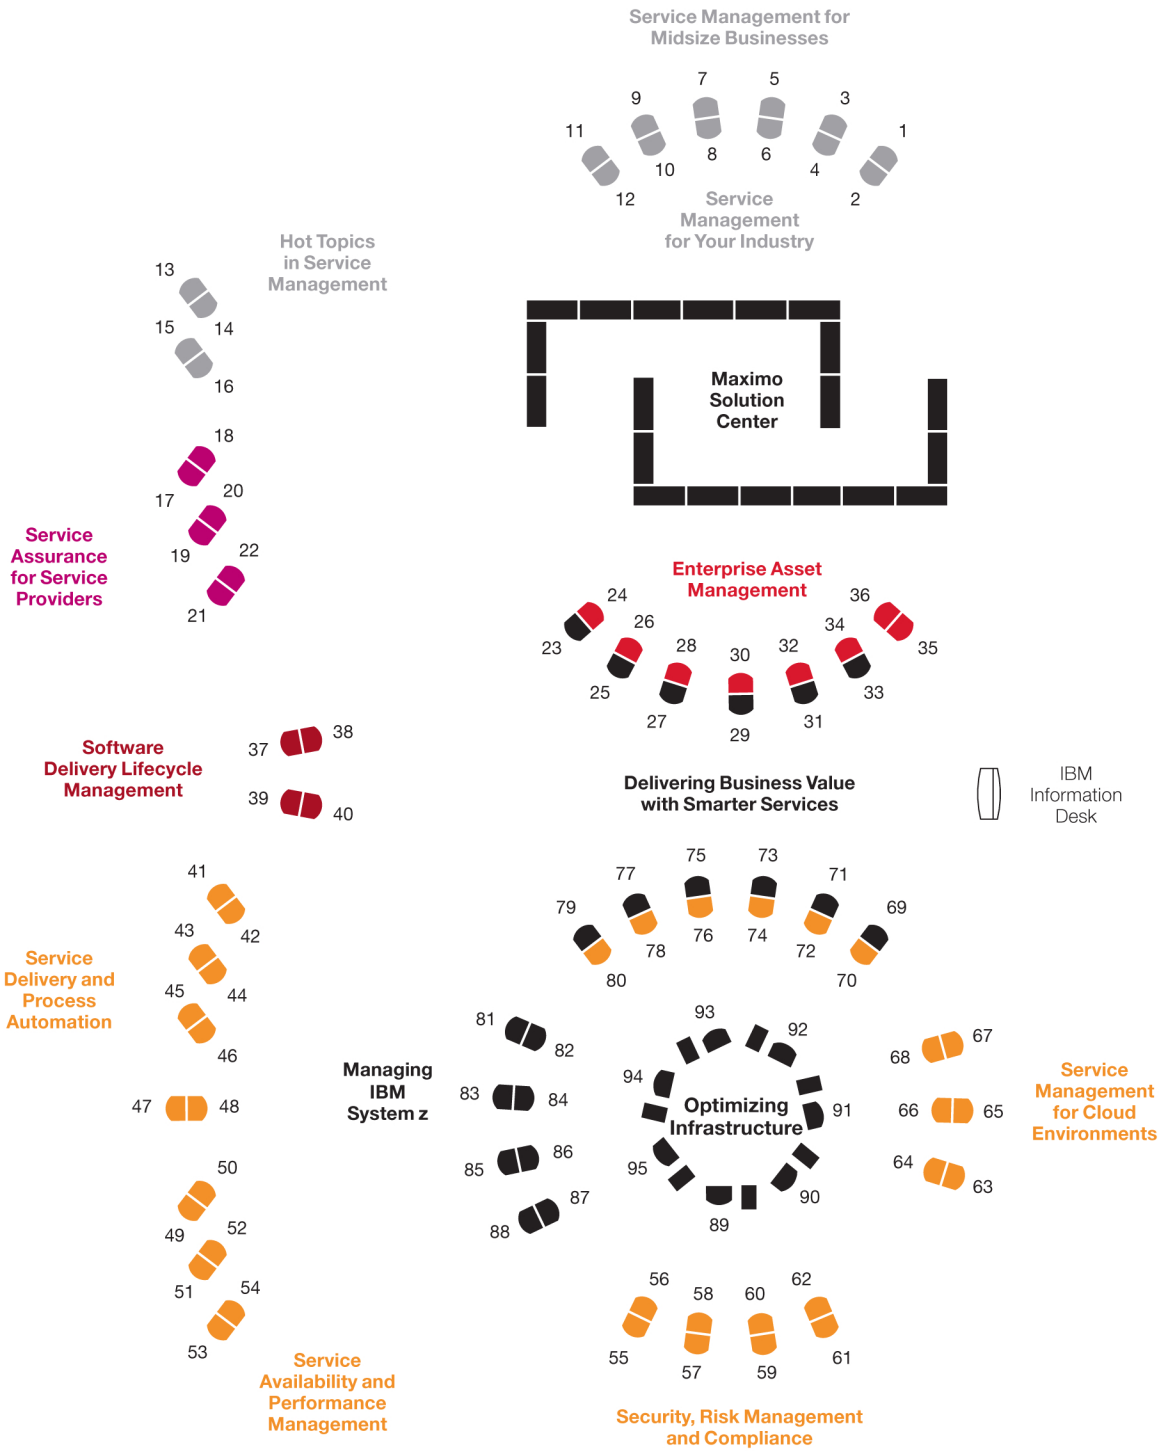 Service Management for
Midsize Businesses
7 5
9 3
11 1
8 6
10 4
12 2
Service
Management
for Your Industry
Hot Topics
in Service
Management
13
14
15
16
18
17
20
19
22
21
Service
Assurance
for Service
Providers
Maximo
Solution
Center
Enterprise Asset
Management
24 36
26 34
28 30 32
23 35
25 33
27 29 31
Software
Delivery Lifecycle
Management
37 38
39 40
Delivering Business Value
with Smarter Services
IBM
Information
Desk
41
42
43
44
45
46
47 48
Service
Delivery and
Process
Automation
75 73
77 71
79 69
76 74
78 72
80 70
Managing
IBM
System z
81
82
83 84
85 86
87
88
93 92
94
91
95
90
89
Optimizing
Infrastructure
67
68
66 65
64
63
Service
Management
for Cloud
Environments
50
49
52
51
54
53
Service
Availability and
Performance
Management
56 58 60 62
55 57 59 61
Security, Risk Management
and Compliance